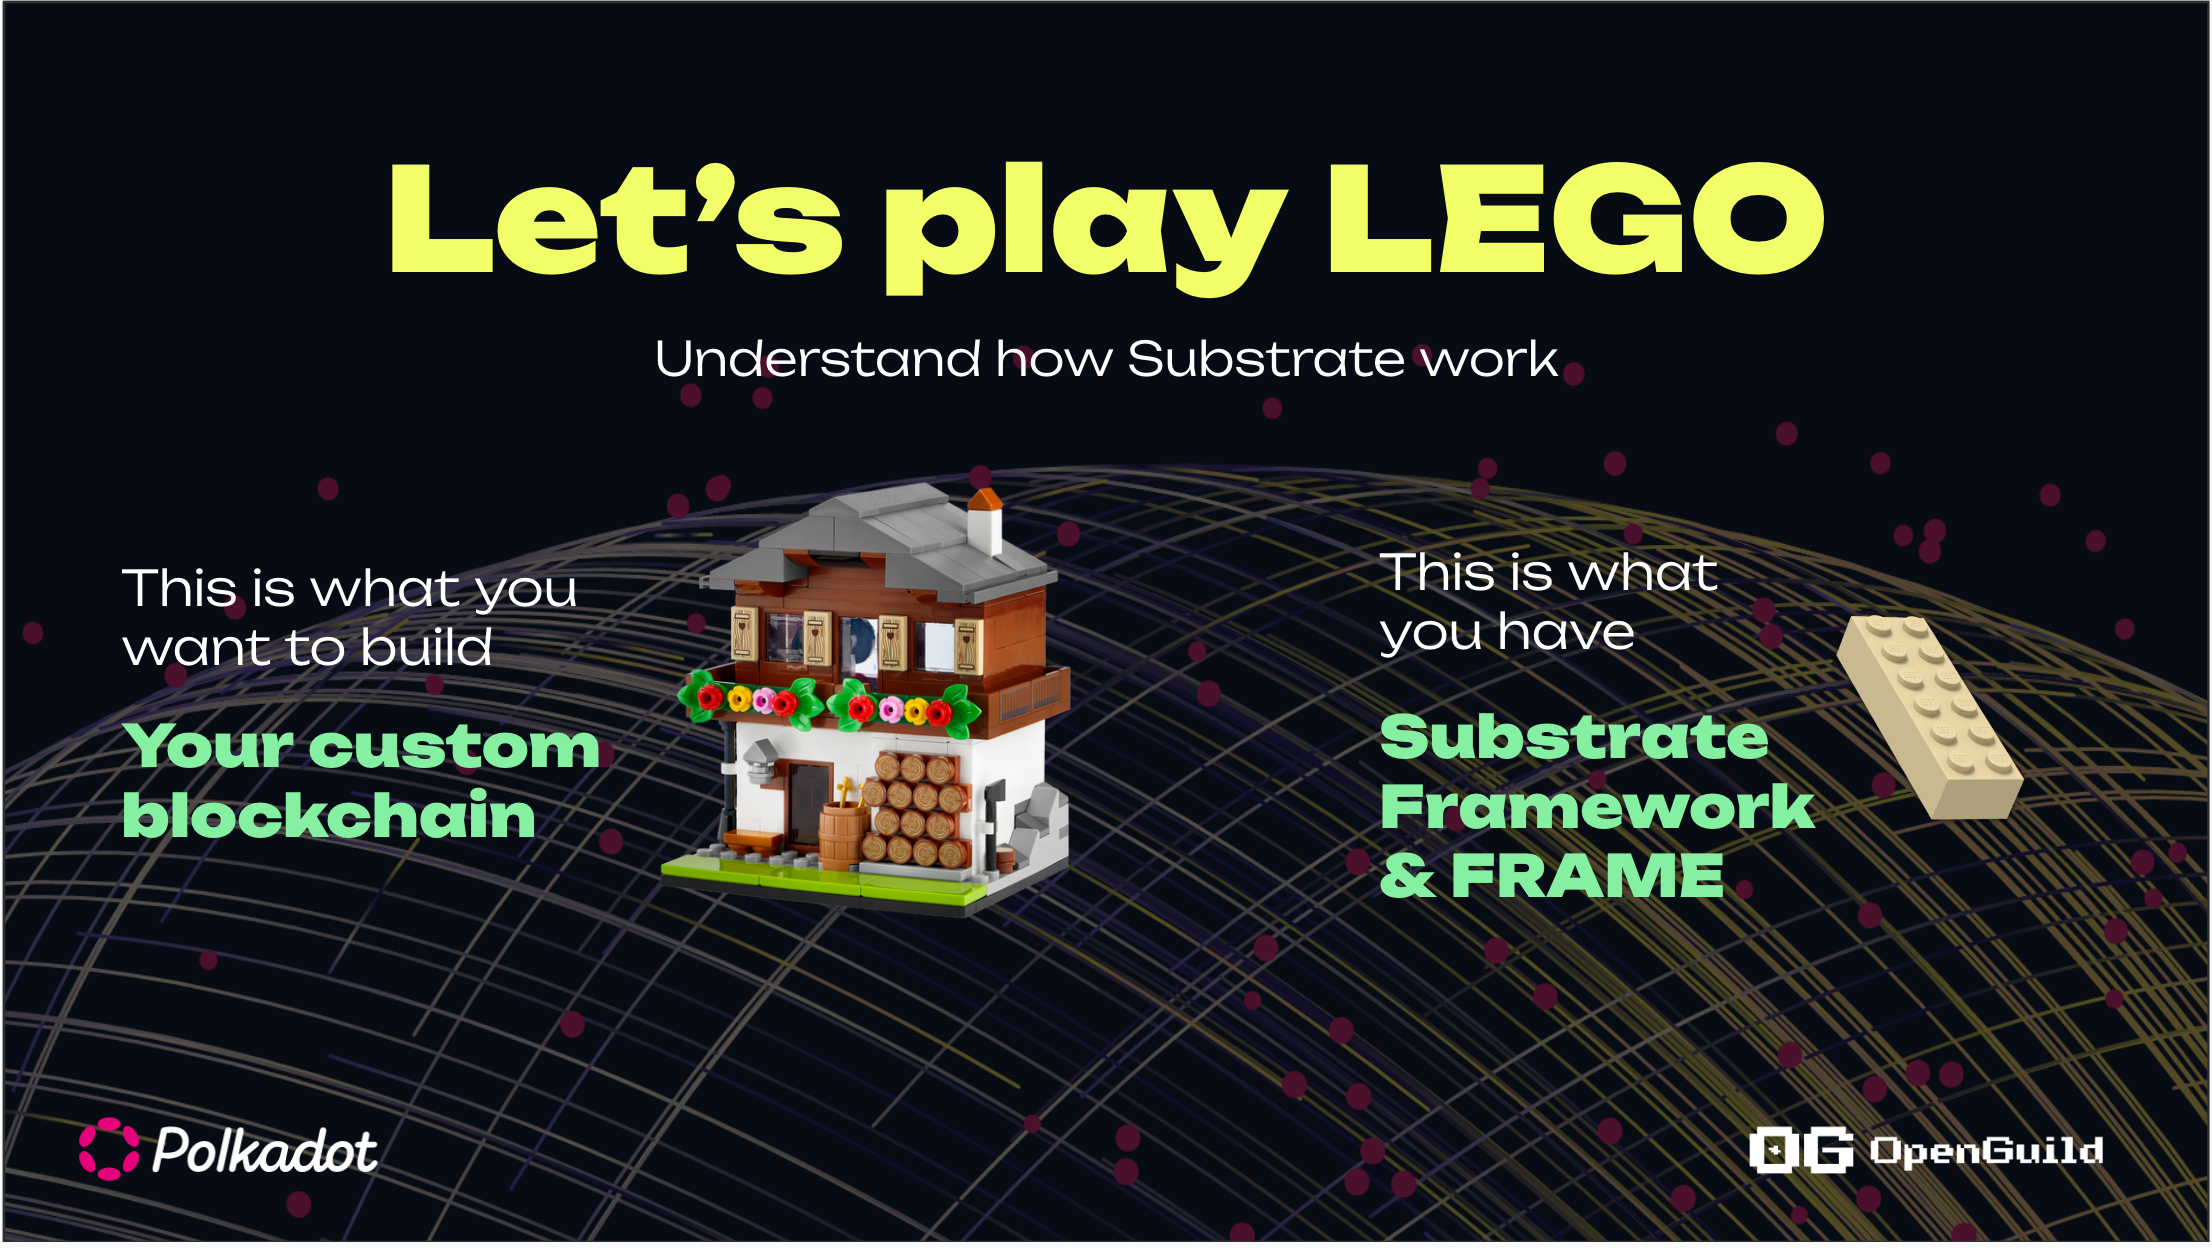 Let’s play LEGO
Understand how Substrate work
This is what you
want to build
Your custom
blockchain
This is what
you have
Substrate
Framework
& FRAME
Polkadot
OG OpenGuild